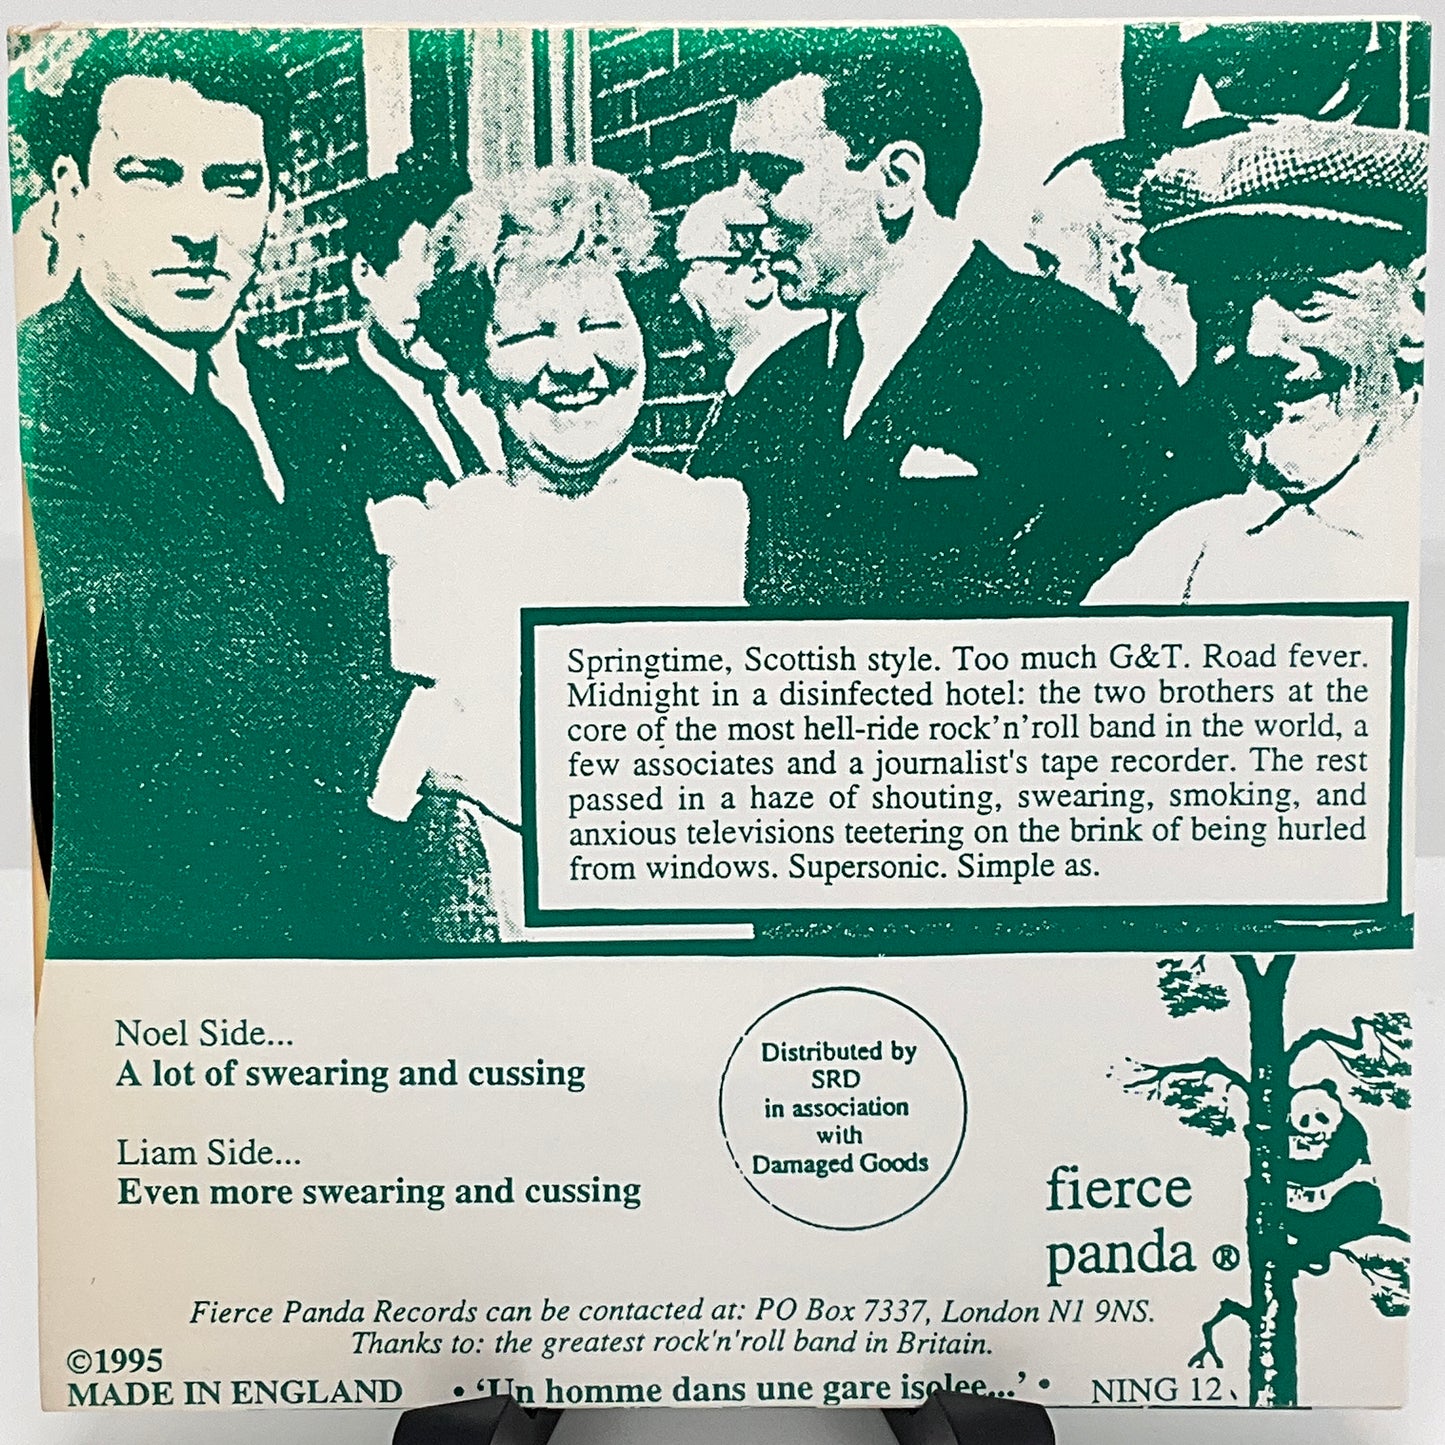 Springtime, Scottish style. Too much G&T. Road fever.
Midnight in a disinfected hotel: the two brothers at the
core of the most hell-ride rock'n'roll band in the world, a
few associates and a journalist's tape recorder. The rest
passed in a haze of shouting, swearing, smoking, and
anxious televisions teetering on the brink of being hurled
from windows. Supersonic. Simple as.
Noel Side...
A lot of swearing and cussing
Liam Side...
Even more swearing and cussing
Distributed by
SRD
in association
with
Damaged Goods
fierce
panda ®
Fierce Panda Records can be contacted at: PO Box 7337, London N1 9NS.
Thanks to: the greatest rock'n'roll band in Britain.
©1995
MADE IN ENGLAND • 'Un homme dans une gare isolee...' • NING 12